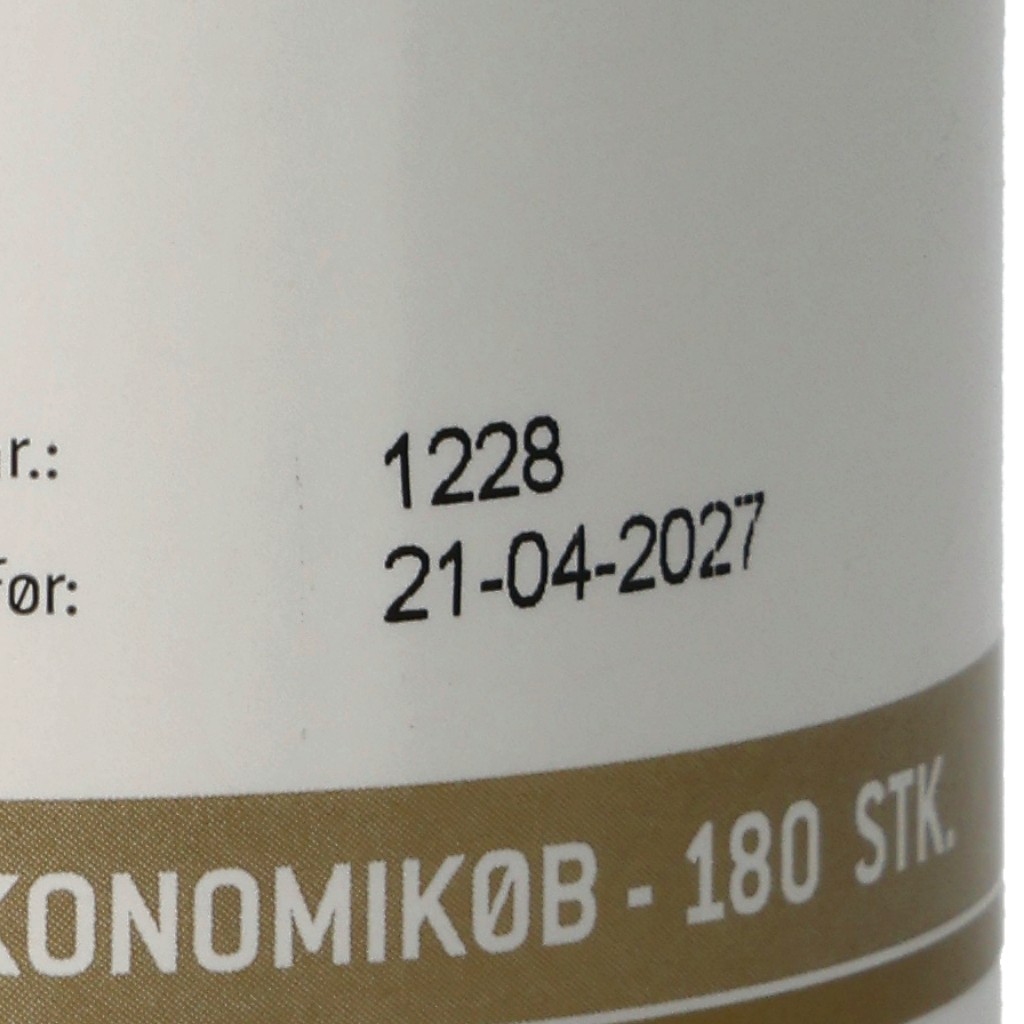 r.: 1228
før: 21-04-2027
KONOMIKØB - 180 STK.